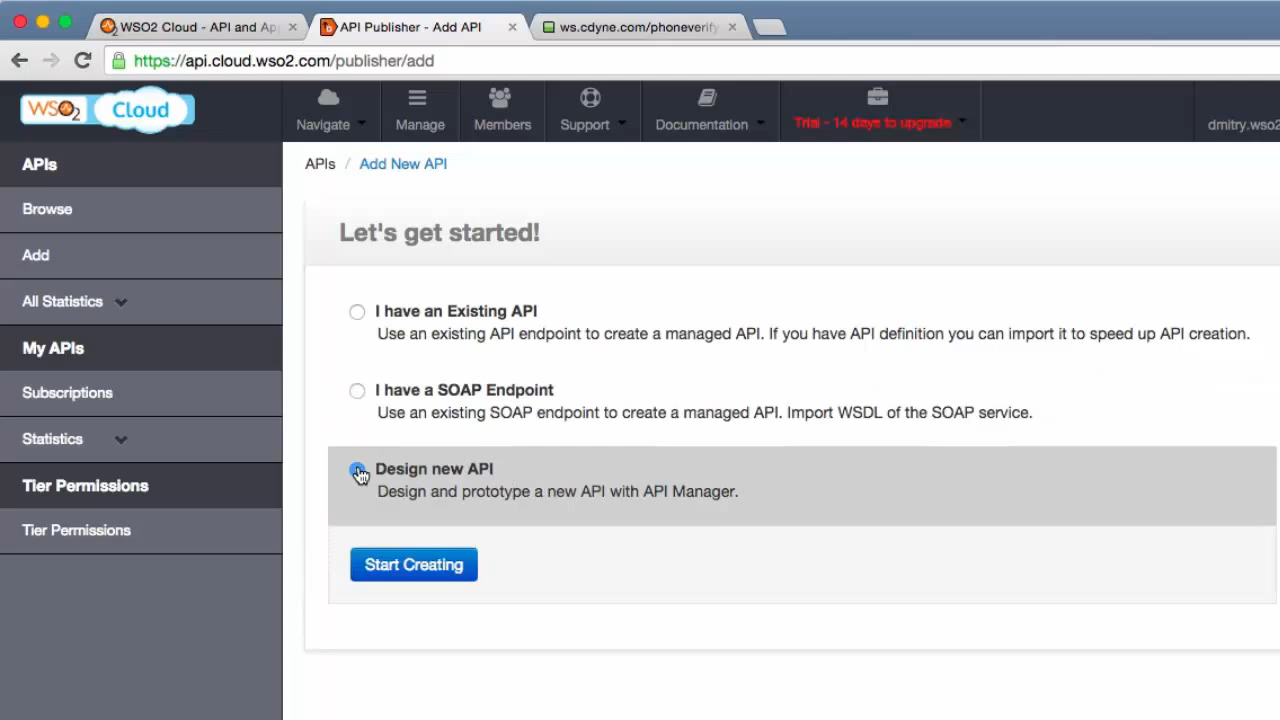 WSO2 Cloud - API and Ap
API Publisher - Add API
ws.cdyne.com/phoneverify
https://api.cloud.wso2.com/publisher/add
WSO2 Cloud
Navigate
Manage
Members
Support
Documentation
Trial - 14 days to upgrade
dmitry.wso2
APIs
Browse
Add
All Statistics
My APIs
Subscriptions
Statistics
Tier Permissions
Tier Permissions
APIs / Add New API
Let's get started!
I have an Existing API
Use an existing API endpoint to create a managed API. If you have API definition you can import it to speed up API creation.
I have a SOAP Endpoint
Use an existing SOAP endpoint to create a managed API. Import WSDL of the SOAP service.
Design new API
Design and prototype a new API with API Manager.
Start Creating